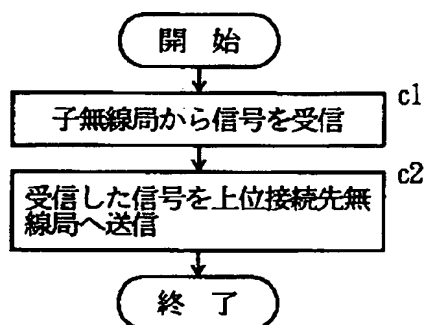 開 始
c1
子無線局から信号を受信
c2
受信した信号を上位接続先無
線局へ送信
終 了